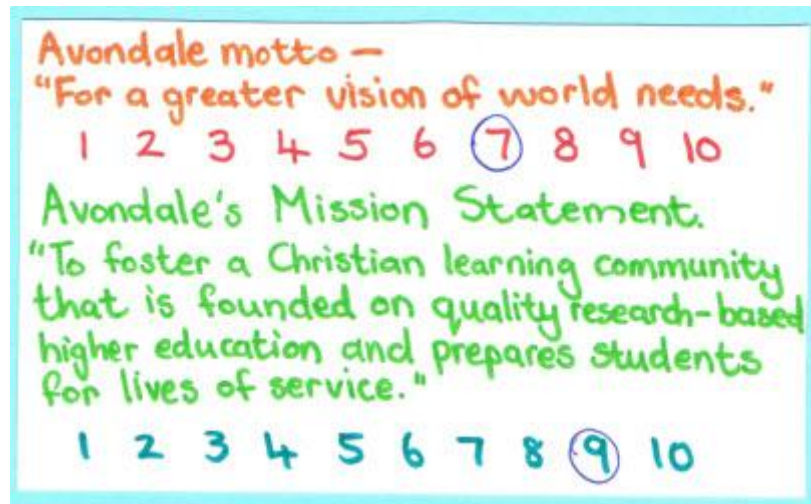 Avondale motto —
"For a greater vision of world needs."
1 2 3 4 5 6 7 8 9 10
Avondale's Mission Statement.
"To foster a Christian learning community
that is founded on quality research-based
higher education and prepares students
for lives of service."
1 2 3 4 5 6 7 8 9 10